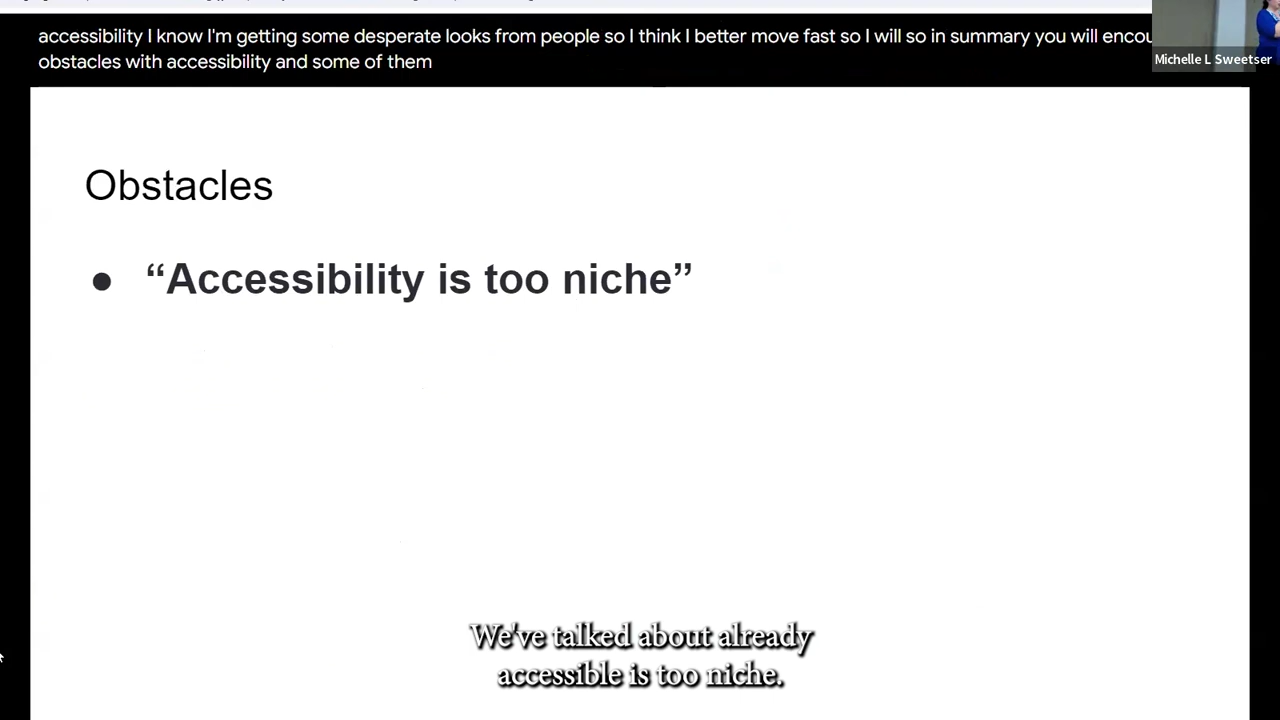 accessibility I know I'm getting some desperate looks from people so I think I better move fast so I will so in summary you will
obstacles with accessibility and some of them
Michelle L Sweetser
Obstacles
● “Accessibility is too niche”
We've talked about already
accessible is too niche.